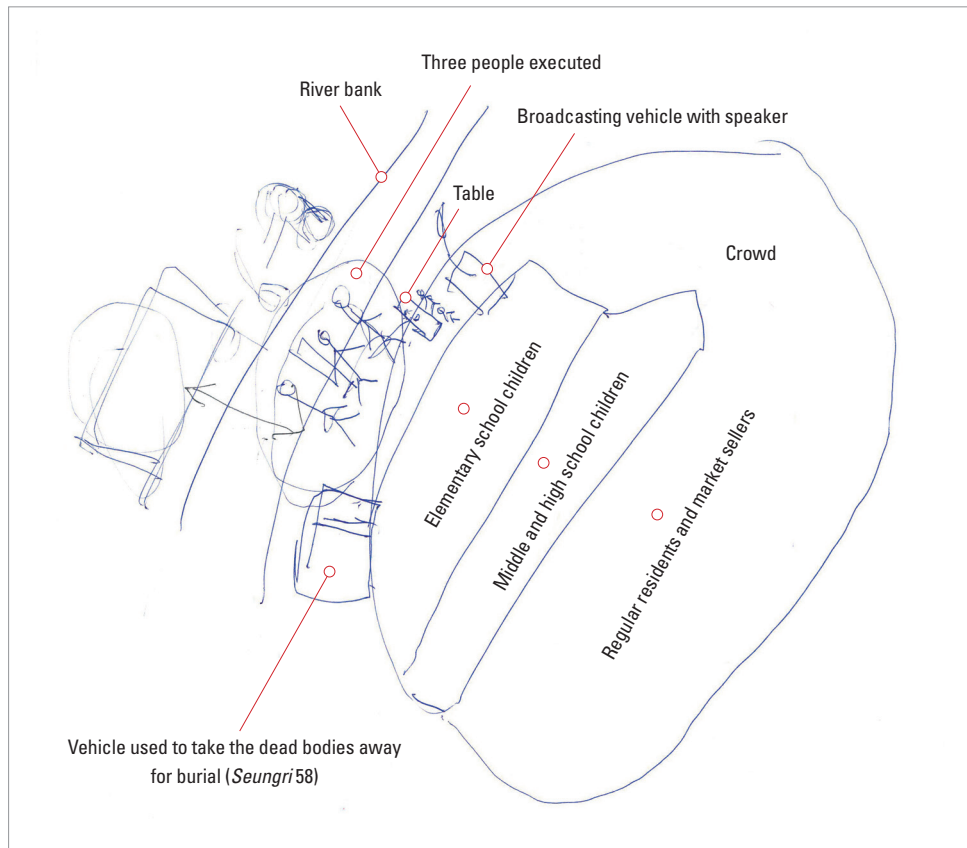 Three people executed
River bank
Broadcasting vehicle with speaker
Table
Crowd
Elementary school children
Middle and high school children
Regular residents and market sellers
Vehicle used to take the dead bodies away
for burial (Seungri 58)